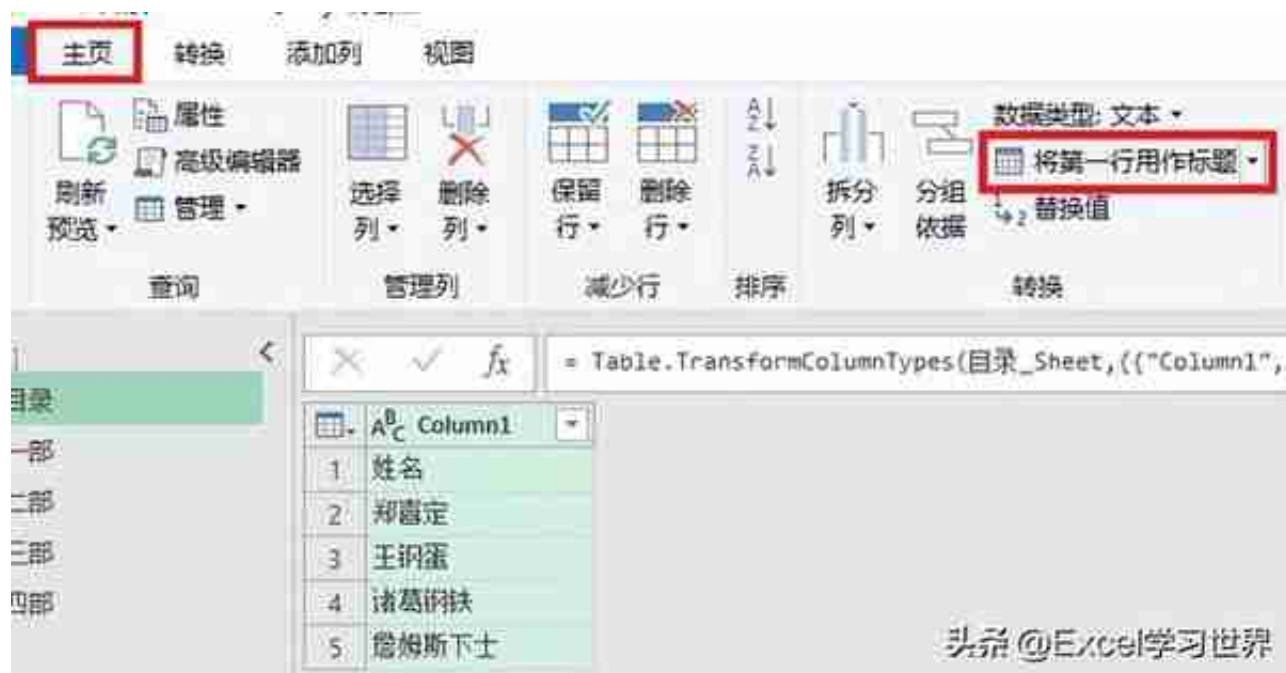 主页 转换 添加列 视图
属性
高级编辑器
管理
刷新
预览
选择
列
删除
列
保留
行
删除
行
拆分
列
分组
依据
数据类型: 文本
将第一行用作标题
替换值
查询 管理列 减少行 排序 转换
= Table.TransformColumnTypes(目录_Sheet,{{"Column1",
目录
一部
二部
三部
四部
ABC Column1
1 姓名
2 郑喜定
3 王钢蛋
4 诸葛钢铁
5 詹姆斯下士
头条 @Excel学习世界